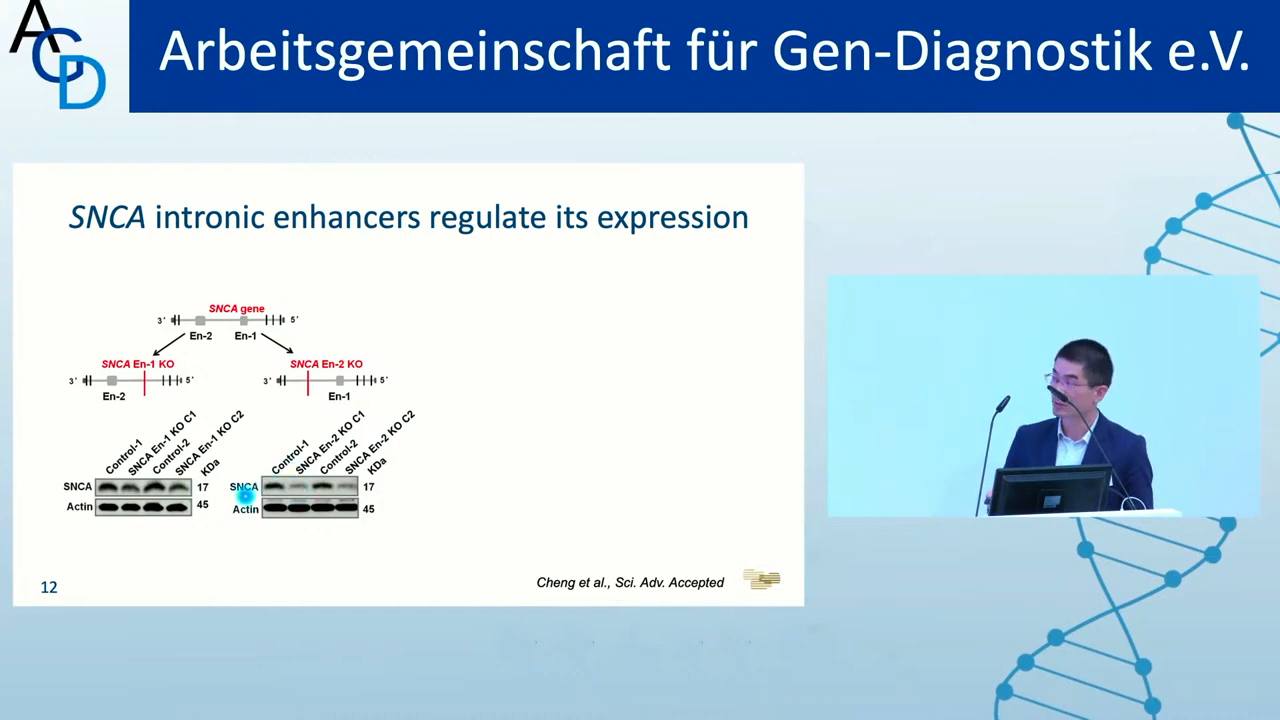 AGD
Arbeitsgemeinschaft für Gen-Diagnostik e.V.
SNCA intronic enhancers regulate its expression
SNCA gene
3' 5'
En-2 En-1
SNCA En-1 KO
3' 5'
En-2
SNCA En-2 KO
3' 5'
En-1
Control-1
SNCA En-1 KO C1
Control-2
SNCA En-1 KO C2
KDa
SNCA 17
Actin 45
Control-1
SNCA En-2 KO C1
Control-2
SNCA En-2 KO C2
KDa
SNCA 17
Actin 45
12
Cheng et al., Sci. Adv. Accepted